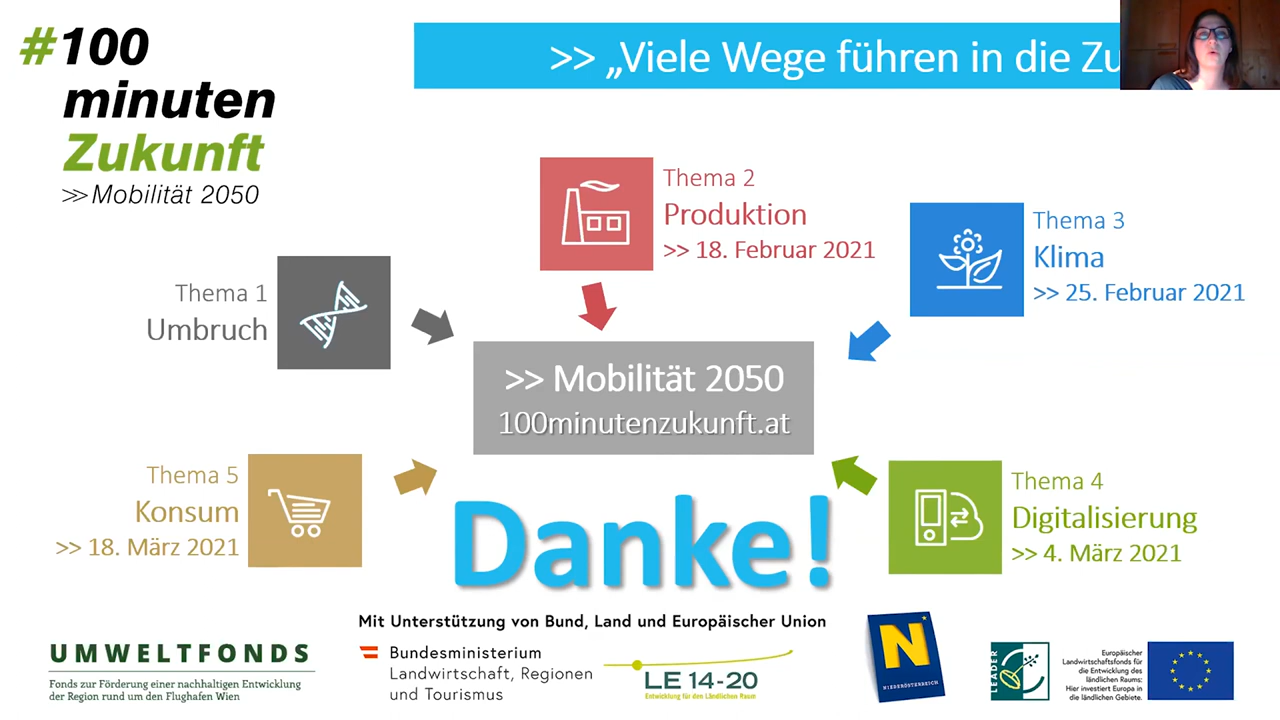 #100
minuten
Zukunft
>> Mobilität 2050
>> „Viele Wege führen in die Zu
Thema 2
Produktion
>> 18. Februar 2021
Thema 3
Klima
>> 25. Februar 2021
Thema 1
Umbruch
>> Mobilität 2050
100minutenzukunft.at
Thema 5
Konsum
>> 18. März 2021
Thema 4
Digitalisierung
>> 4. März 2021
Danke!
Mit Unterstützung von Bund, Land und Europäischer Union
UMWELTFONDS
Fonds zur Förderung einer nachhaltigen Entwicklung
der Region rund um den Flughafen Wien
Bundesministerium
Landwirtschaft, Regionen
und Tourismus
LE 14-20
Entwicklung für den Ländlichen Raum
N
NIEDERÖSTERREICH
LEADER
Europäischer
Landwirtschaftsfonds für
die Entwicklung des
ländlichen Raums:
Hier investiert Europa in
die ländlichen Gebiete.